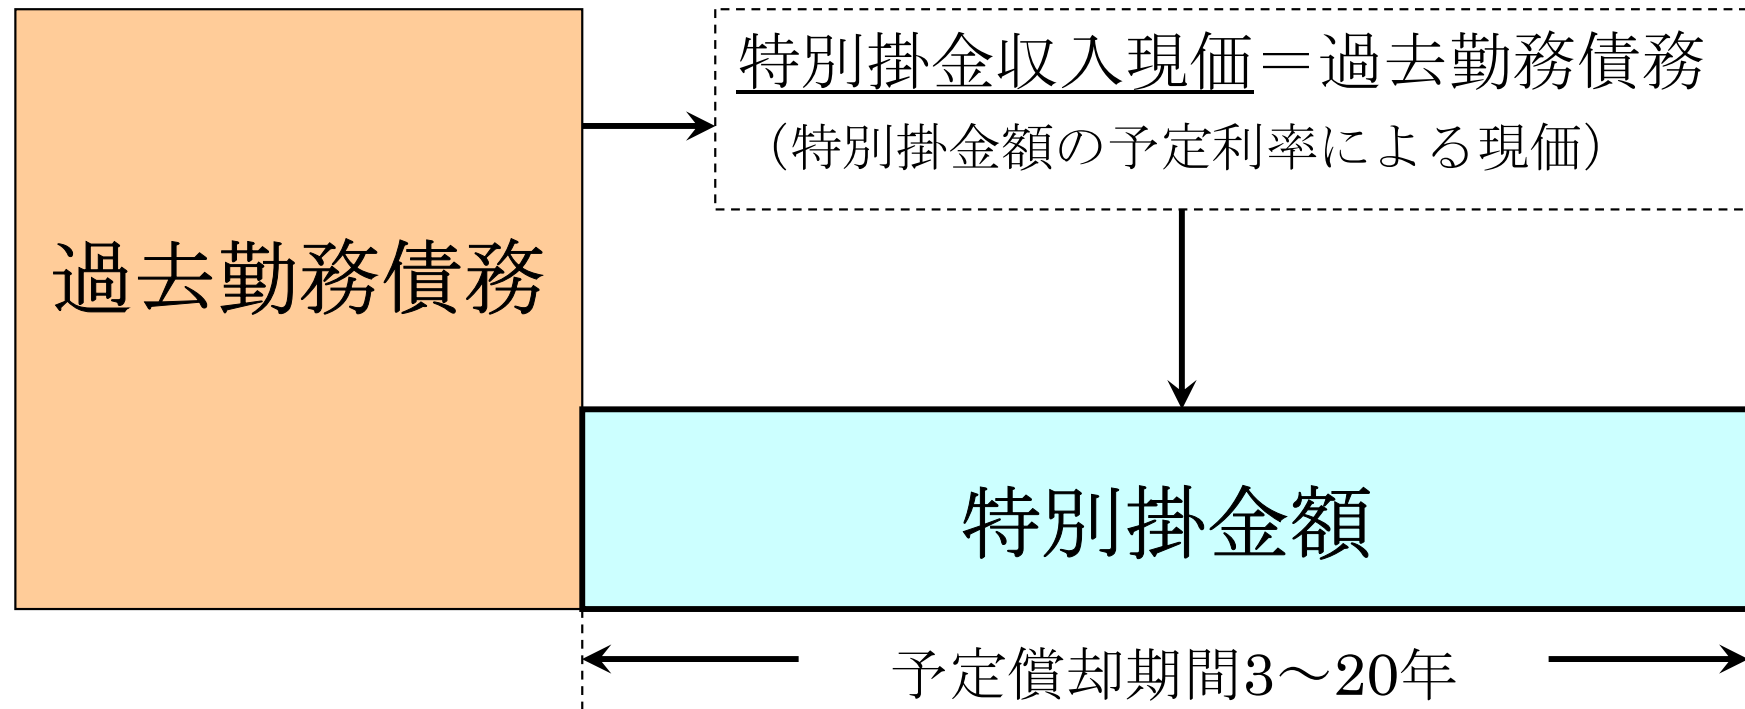 特別掛金収入現価＝過去勤務債務
（特別掛金額の予定利率による現価）
過去勤務債務
特別掛金額
予定償却期間3～20年